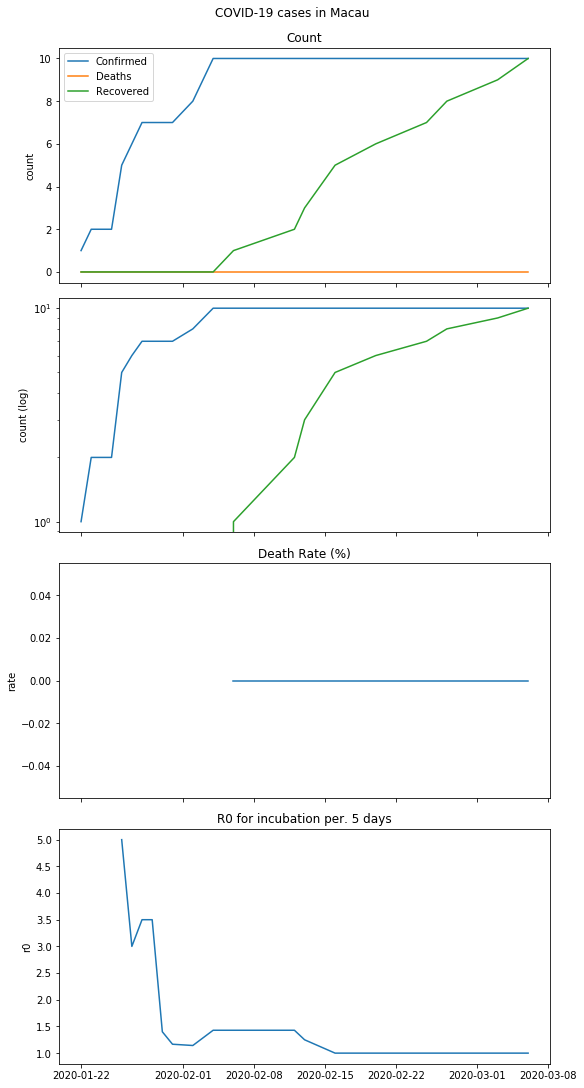 COVID-19 cases in Macau
Count
Confirmed
Deaths
Recovered
10
8
6
4
2
0
count
10¹
10⁰
count (log)
Death Rate (%)
0.04
0.02
0.00
−0.02
−0.04
rate
R0 for incubation per. 5 days
5.0
4.5
4.0
3.5
3.0
2.5
2.0
1.5
1.0
r0
2020-01-22 2020-02-01 2020-02-08 2020-02-15 2020-02-22 2020-03-01 2020-03-08